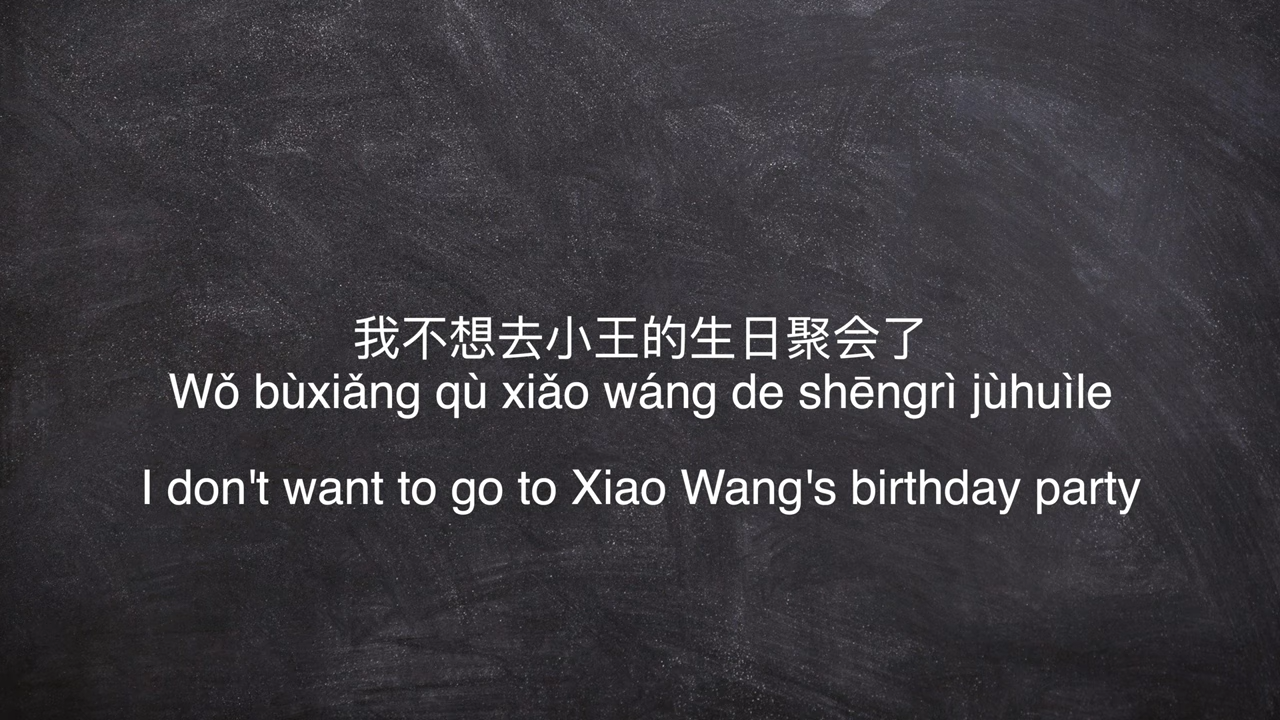 我不想去小王的生日聚会了
Wǒ bùxiǎng qù xiǎo wáng de shēngrì jùhuìle
I don't want to go to Xiao Wang's birthday party